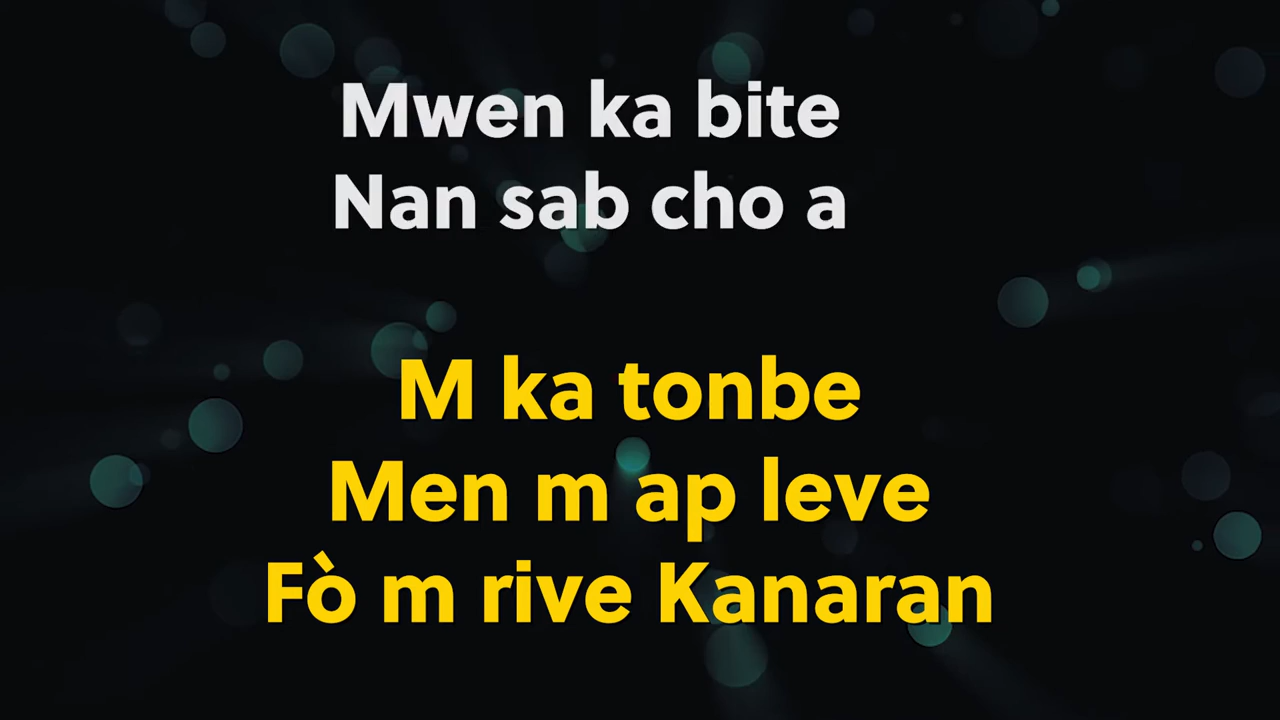 Mwen ka bite
Nan sab cho a
M ka tonbe
Men m ap leve
Fò m rive Kanaran